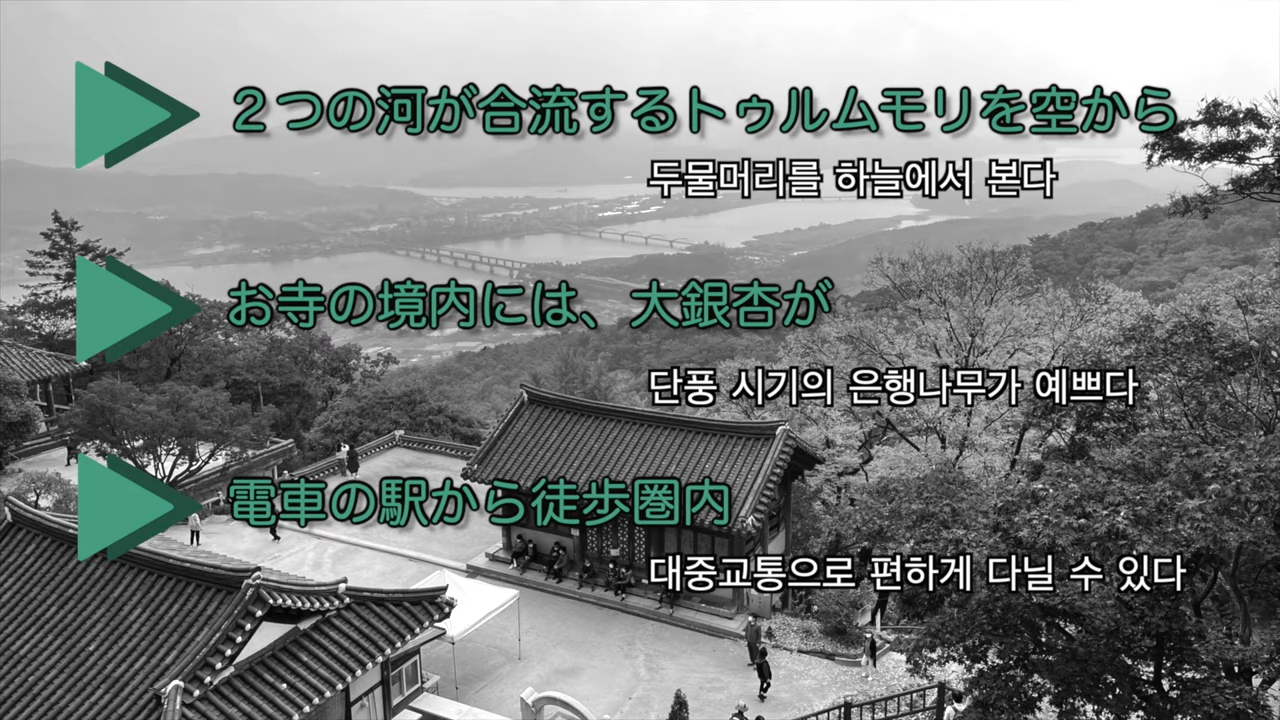 ２つの河が合流するトゥルムモリを空から
두물머리를 하늘에서 본다
お寺の境内には、大銀杏が
단풍 시기의 은행나무가 예쁘다
電車の駅から徒歩圏内
대중교통으로 편하게 다닐 수 있다